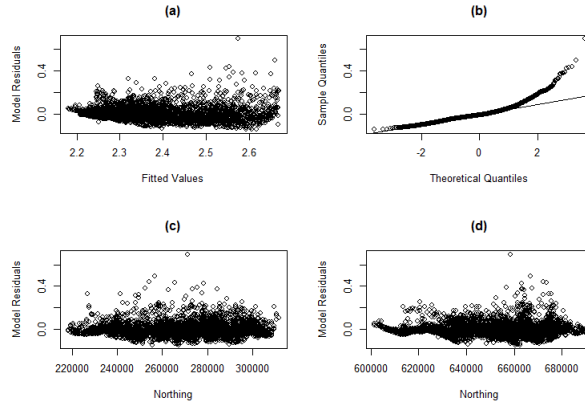 (a)
Model Residuals
0.4
0.0
2.2 2.3 2.4 2.5 2.6
Fitted Values
(b)
Sample Quantiles
0.4
0.0
-2 0 2
Theoretical Quantiles
(c)
Model Residuals
0.4
0.0
220000 240000 260000 280000 300000
Northing
(d)
Model Residuals
0.4
0.0
600000 640000 660000 680000
Northing